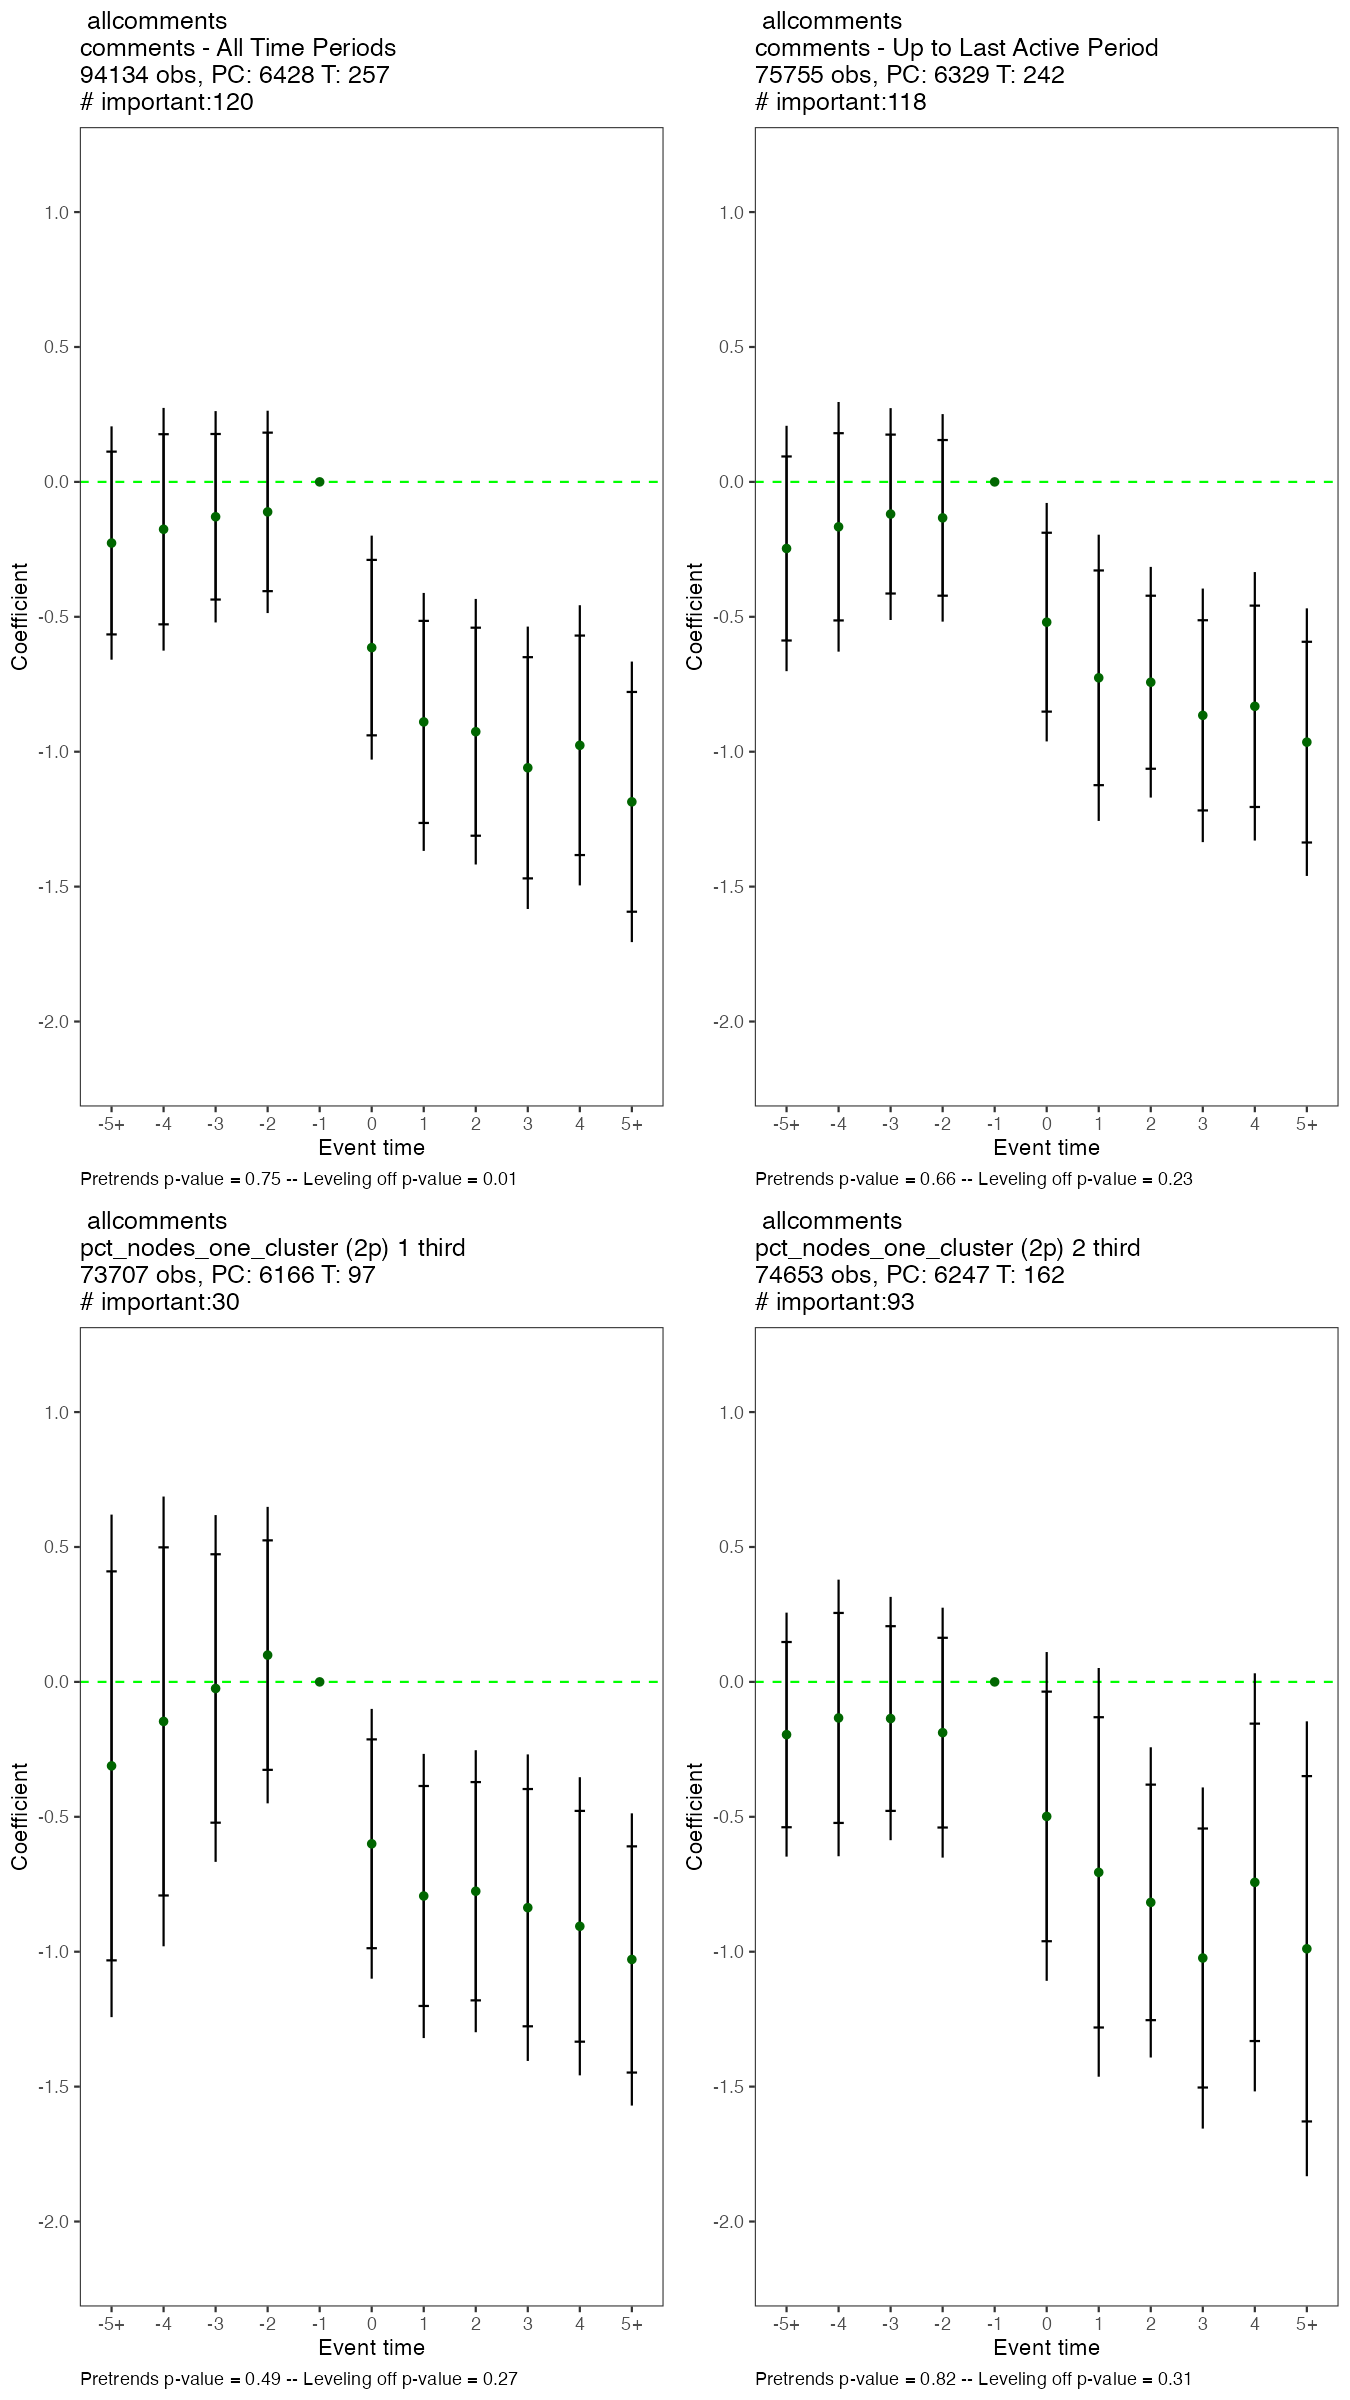 allcomments
comments - All Time Periods
94134 obs, PC: 6428 T: 257
# important:120
1.0
0.5
0.0
-0.5
-1.0
-1.5
-2.0
Coefficient
-5+ -4 -3 -2 -1 0 1 2 3 4 5+
Event time
Pretrends p-value = 0.75 -- Leveling off p-value = 0.01
allcomments
comments - Up to Last Active Period
75755 obs, PC: 6329 T: 242
# important:118
1.0
0.5
0.0
-0.5
-1.0
-1.5
-2.0
Coefficient
-5+ -4 -3 -2 -1 0 1 2 3 4 5+
Event time
Pretrends p-value = 0.66 -- Leveling off p-value = 0.23
allcomments
pct_nodes_one_cluster (2p) 1 third
73707 obs, PC: 6166 T: 97
# important:30
1.0
0.5
0.0
-0.5
-1.0
-1.5
-2.0
Coefficient
-5+ -4 -3 -2 -1 0 1 2 3 4 5+
Event time
Pretrends p-value = 0.49 -- Leveling off p-value = 0.27
allcomments
pct_nodes_one_cluster (2p) 2 third
74653 obs, PC: 6247 T: 162
# important:93
1.0
0.5
0.0
-0.5
-1.0
-1.5
-2.0
Coefficient
-5+ -4 -3 -2 -1 0 1 2 3 4 5+
Event time
Pretrends p-value = 0.82 -- Leveling off p-value = 0.31